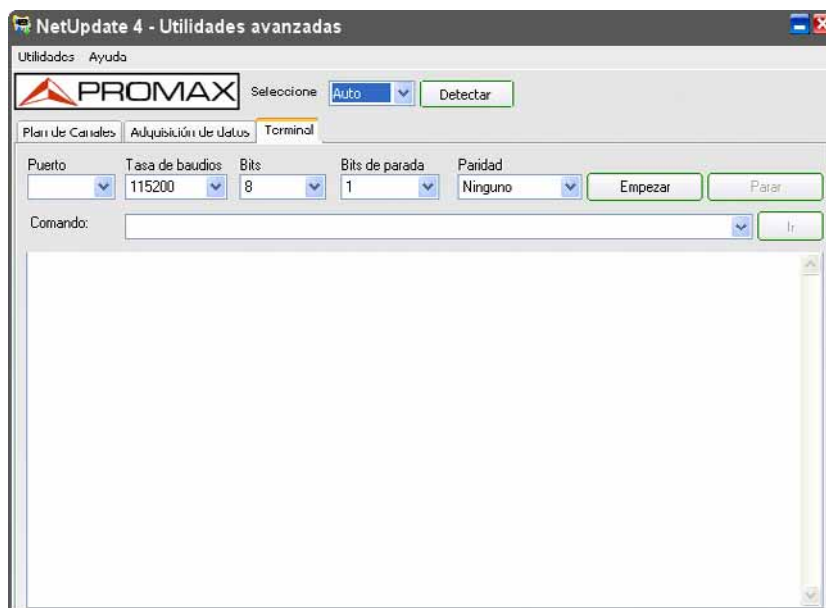 NetUpdate 4 - Utilidades avanzadas
Utilidades Ayuda
PROMAX Seleccione Auto Detectar
Plan de Canales Adquisición de datos Terminal
Puerto Tasa de baudios Bits Bits de parada Paridad
115200 8 1 Ninguno Empezar Parar
Comando: Ir